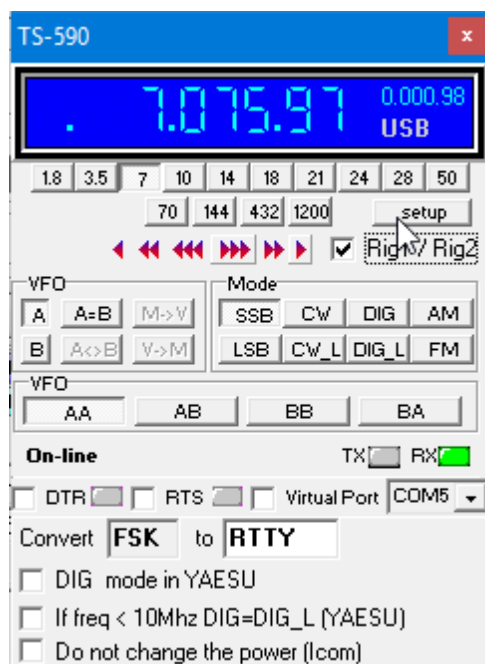 TS-590 x
. 7.075.97 0.000.98
USB
1.8 3.5 7 10 14 18 21 24 28 50
70 144 432 1200 setup
Rig1 / Rig2
VFO Mode
A A=B M->V SSB CW DIG AM
B A<>B V->M LSB CW_L DIG_L FM
VFO
AA AB BB BA
On-line TX RX
DTR RTS Virtual Port COM5
Convert FSK to RTTY
DIG mode in YAESU
If freq < 10Mhz DIG=DIG_L (YAESU)
Do not change the power (Icom)